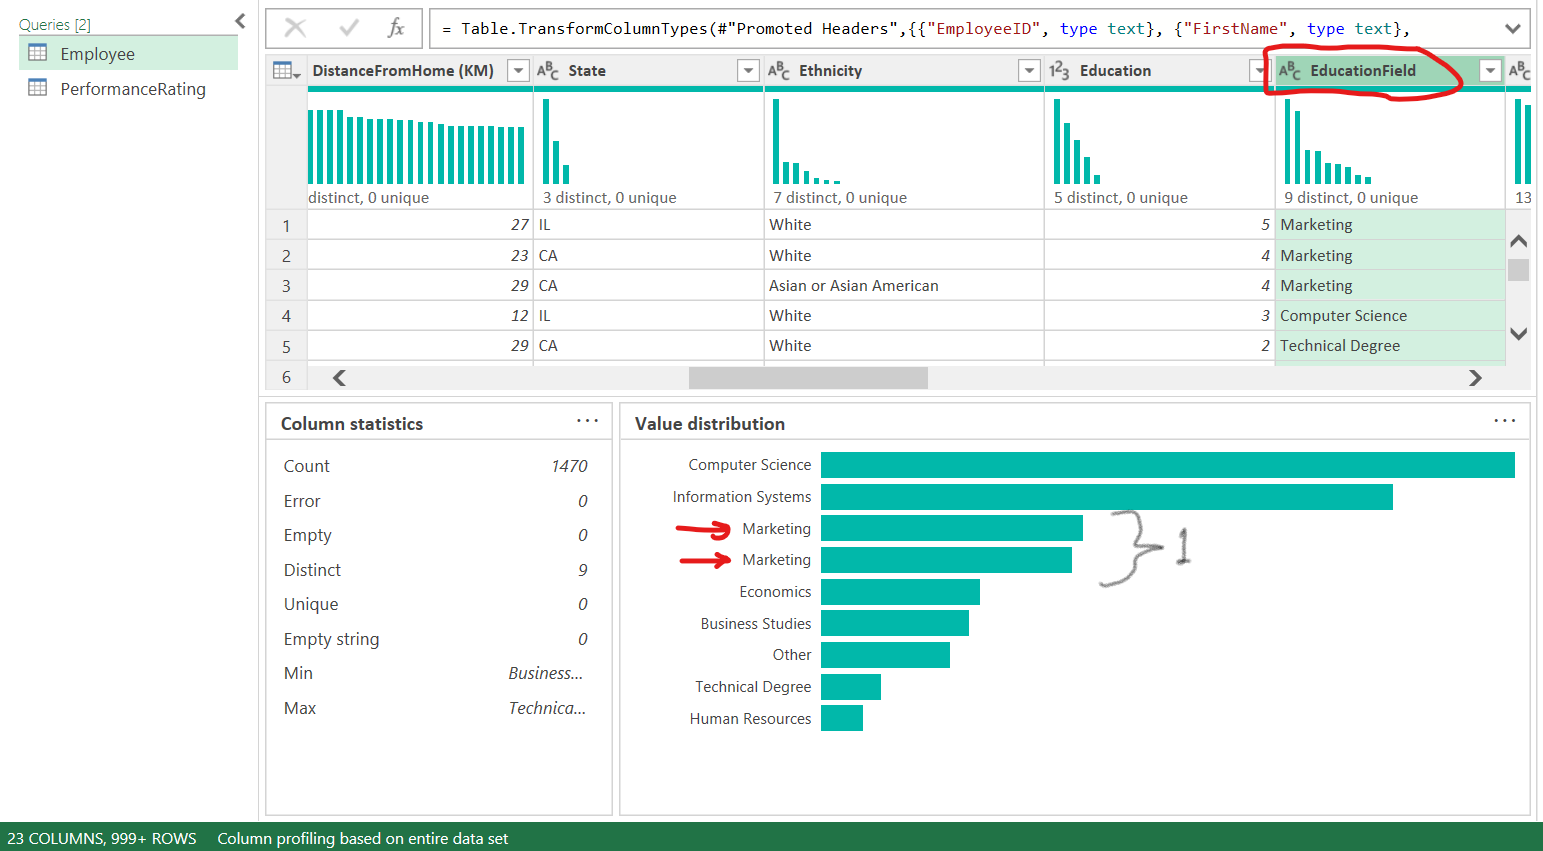 Queries [2]
Employee
PerformanceRating
fx = Table.TransformColumnTypes(#"Promoted Headers",{{"EmployeeID", type text}, {"FirstName", type text},
DistanceFromHome (KM) ABC State ABC Ethnicity 123 Education ABC EducationField ABC
distinct, 0 unique 3 distinct, 0 unique 7 distinct, 0 unique 5 distinct, 0 unique 9 distinct, 0 unique 13
1 27 IL White 5 Marketing
2 23 CA White 4 Marketing
3 29 CA Asian or Asian American 4 Marketing
4 12 IL White 3 Computer Science
5 29 CA White 2 Technical Degree
6
Column statistics ...
Count 1470
Error 0
Empty 0
Distinct 9
Unique 0
Empty string 0
Min Business...
Max Technica...
Value distribution ...
Computer Science
Information Systems
Marketing
Marketing
} 1
Economics
Business Studies
Other
Technical Degree
Human Resources
23 COLUMNS, 999+ ROWS Column profiling based on entire data set